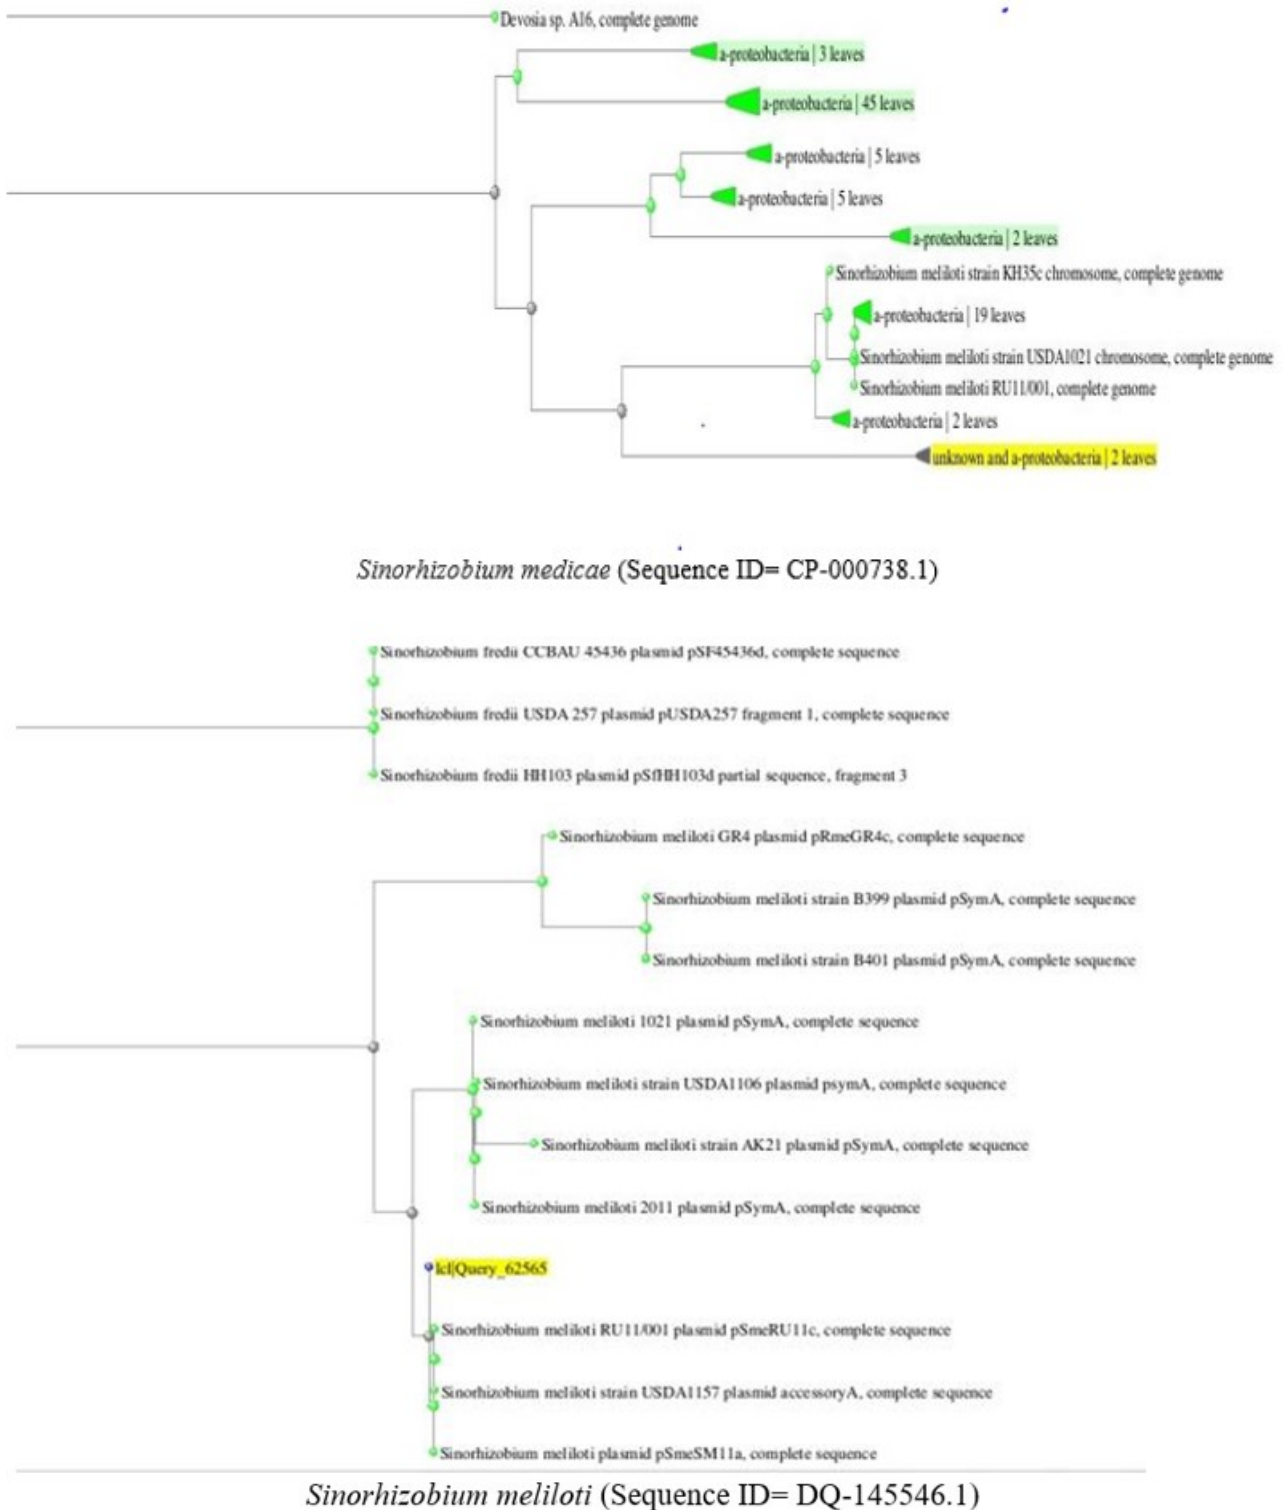 Devosia sp. A16, complete genome
a-proteobacteria | 3 leaves
a-proteobacteria | 45 leaves
a-proteobacteria | 5 leaves
a-proteobacteria | 5 leaves
a-proteobacteria | 2 leaves
Sinorhizobium meliloti strain KH35c chromosome, complete genome
a-proteobacteria | 19 leaves
Sinorhizobium meliloti strain USDA1021 chromosome, complete genome
Sinorhizobium meliloti RU11/001, complete genome
a-proteobacteria | 2 leaves
unknown and a-proteobacteria | 2 leaves
Sinorhizobium medicae (Sequence ID= CP-000738.1)
Sinorhizobium fredii CCBAU 45436 plasmid pSF45436d, complete sequence
Sinorhizobium fredii USDA 257 plasmid pUSDA257 fragment 1, complete sequence
Sinorhizobium fredii HH103 plasmid pSfHH103d partial sequence, fragment 3
Sinorhizobium meliloti GR4 plasmid pRmeGR4c, complete sequence
Sinorhizobium meliloti strain B399 plasmid pSymA, complete sequence
Sinorhizobium meliloti strain B401 plasmid pSymA, complete sequence
Sinorhizobium meliloti 1021 plasmid pSymA, complete sequence
Sinorhizobium meliloti strain USDA1106 plasmid psymA, complete sequence
Sinorhizobium meliloti strain AK21 plasmid pSymA, complete sequence
Sinorhizobium meliloti 2011 plasmid pSymA, complete sequence
lcl|Query_62565
Sinorhizobium meliloti RU11/001 plasmid pSmeRU11c, complete sequence
Sinorhizobium meliloti strain USDA1157 plasmid accessoryA, complete sequence
Sinorhizobium meliloti plasmid pSmeSM11a, complete sequence
Sinorhizobium meliloti (Sequence ID= DQ-145546.1)